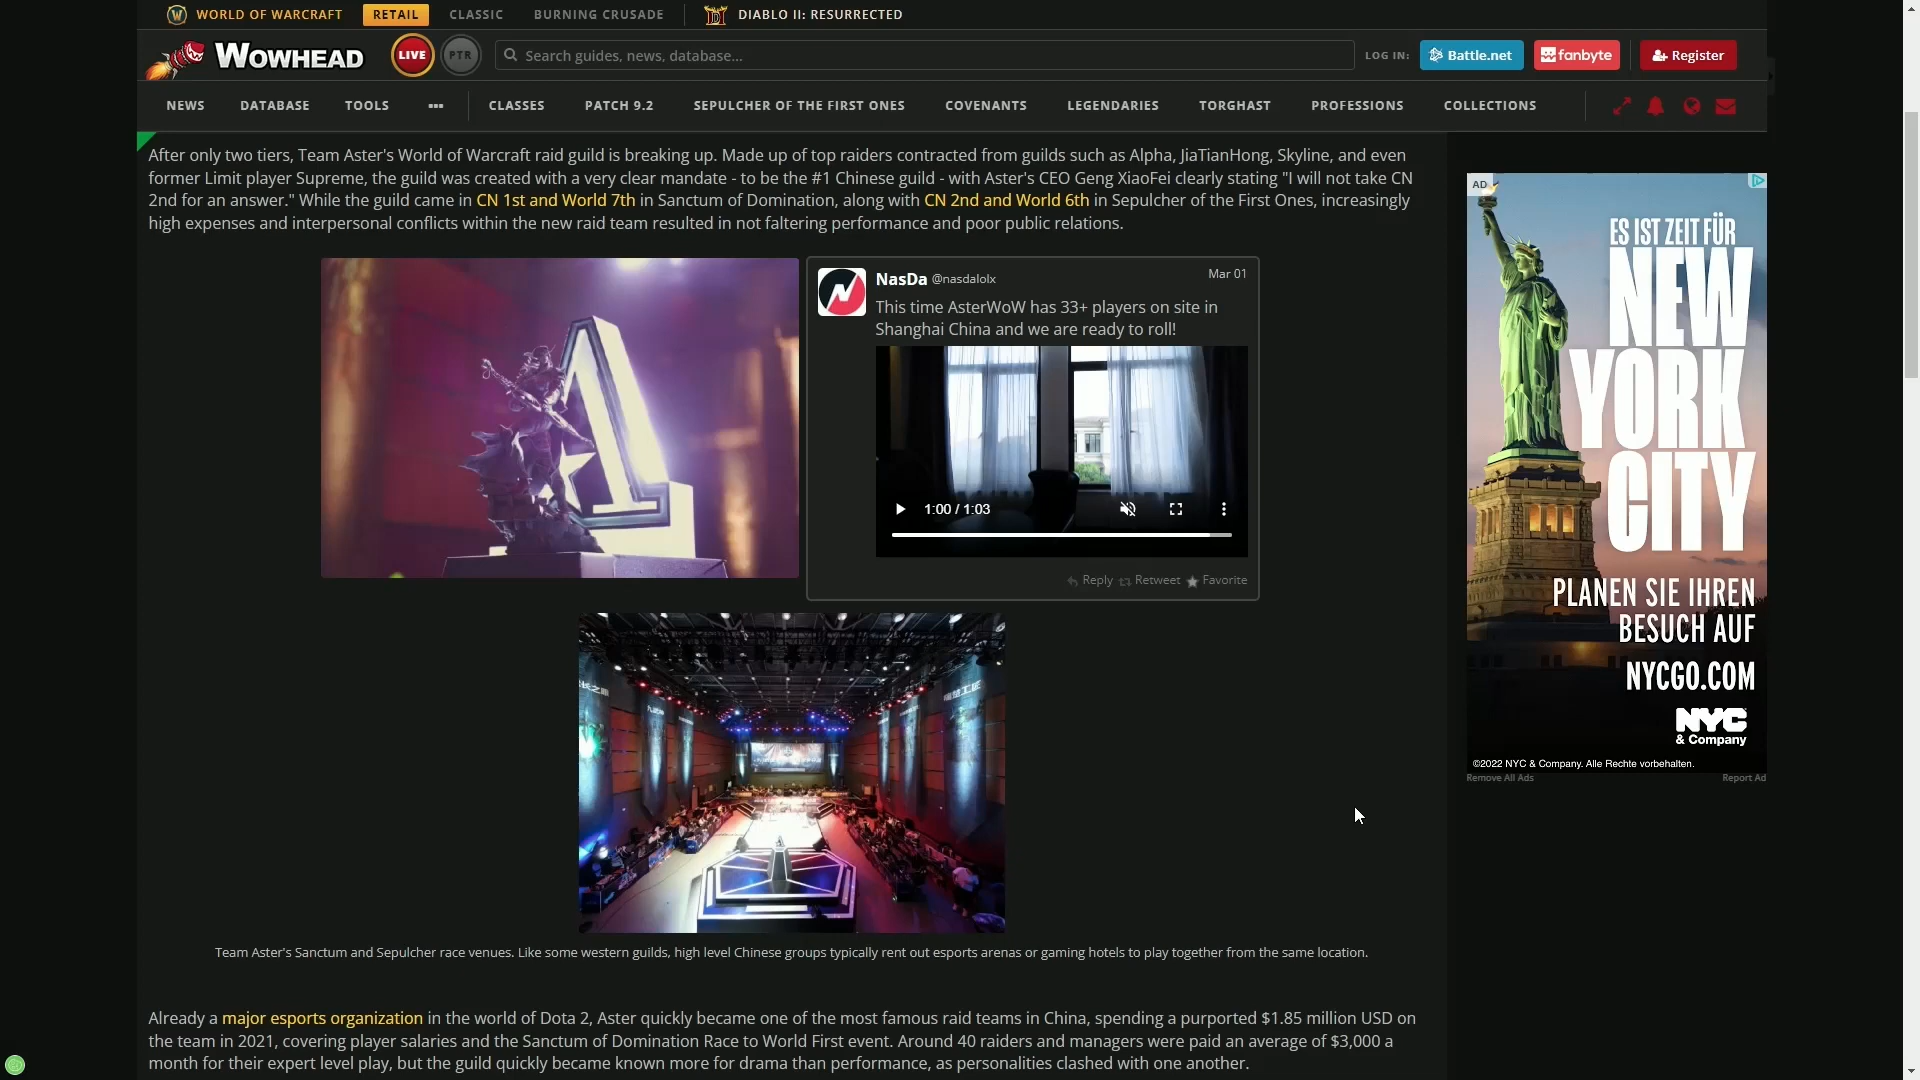 WORLD OF WARCRAFT RETAIL CLASSIC BURNING CRUSADE DIABLO II: RESURRECTED
WOWHEAD LIVE PTR Search guides, news, database... LOG IN: Battle.net fanbyte Register
NEWS DATABASE TOOLS ••• CLASSES PATCH 9.2 SEPULCHER OF THE FIRST ONES COVENANTS LEGENDARIES TORGHAST PROFESSIONS COLLECTIONS
After only two tiers, Team Aster's World of Warcraft raid guild is breaking up. Made up of top raiders contracted from guilds such as Alpha, JiaTianHong, Skyline, and even
former Limit player Supreme, the guild was created with a very clear mandate - to be the #1 Chinese guild - with Aster's CEO Geng XiaoFei clearly stating "I will not take CN
2nd for an answer." While the guild came in CN 1st and World 7th in Sanctum of Domination, along with CN 2nd and World 6th in Sepulcher of the First Ones, increasingly
high expenses and interpersonal conflicts within the new raid team resulted in not faltering performance and poor public relations.
NasDa @nasdalolx Mar 01
This time AsterWoW has 33+ players on site in
Shanghai China and we are ready to roll!
1:00 / 1:03
Reply Retweet Favorite
Team Aster's Sanctum and Sepulcher race venues. Like some western guilds, high level Chinese groups typically rent out esports arenas or gaming hotels to play together from the same location.
Already a major esports organization in the world of Dota 2, Aster quickly became one of the most famous raid teams in China, spending a purported $1.85 million USD on
the team in 2021, covering player salaries and the Sanctum of Domination Race to World First event. Around 40 raiders and managers were paid an average of $3,000 a
month for their expert level play, but the guild quickly became known more for drama than performance, as personalities clashed with one another.
AD
ES IST ZEIT FÜR
NEW
YORK
CITY
PLANEN SIE IHREN
BESUCH AUF
NYCGO.COM
NYC
& Company
©2022 NYC & Company. Alle Rechte vorbehalten.
Remove All Ads Report Ad